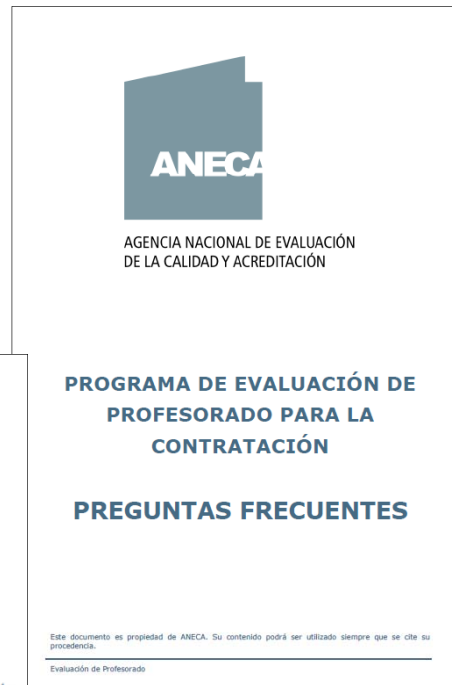 ANECA
AGENCIA NACIONAL DE EVALUACIÓN
DE LA CALIDAD Y ACREDITACIÓN
PROGRAMA DE EVALUACIÓN DE
PROFESORADO PARA LA
CONTRATACIÓN
PREGUNTAS FRECUENTES
Este documento es propiedad de ANECA. Su contenido podrá ser utilizado siempre que se cite su
procedencia.
Evaluación de Profesorado